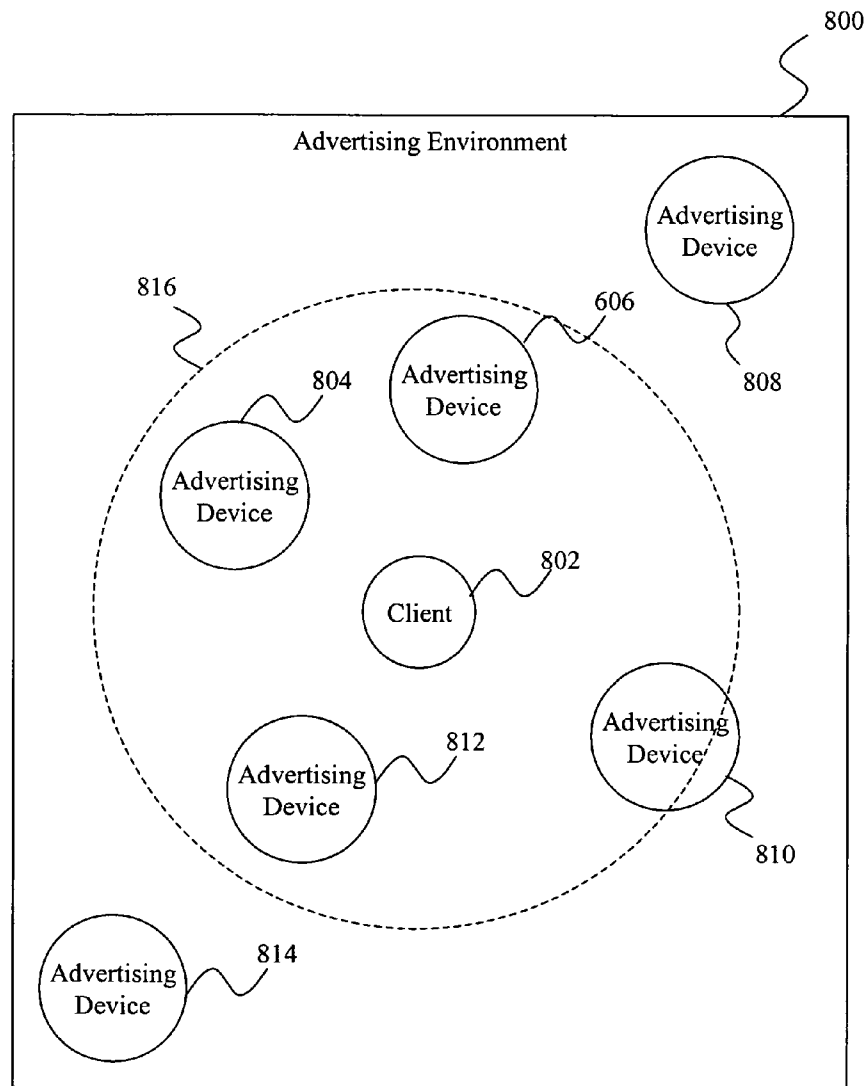 800
Advertising Environment
Advertising
Device
808
816
606
Advertising
Device
804
Advertising
Device
802
Client
Advertising
Device
810
812
Advertising
Device
814
Advertising
Device